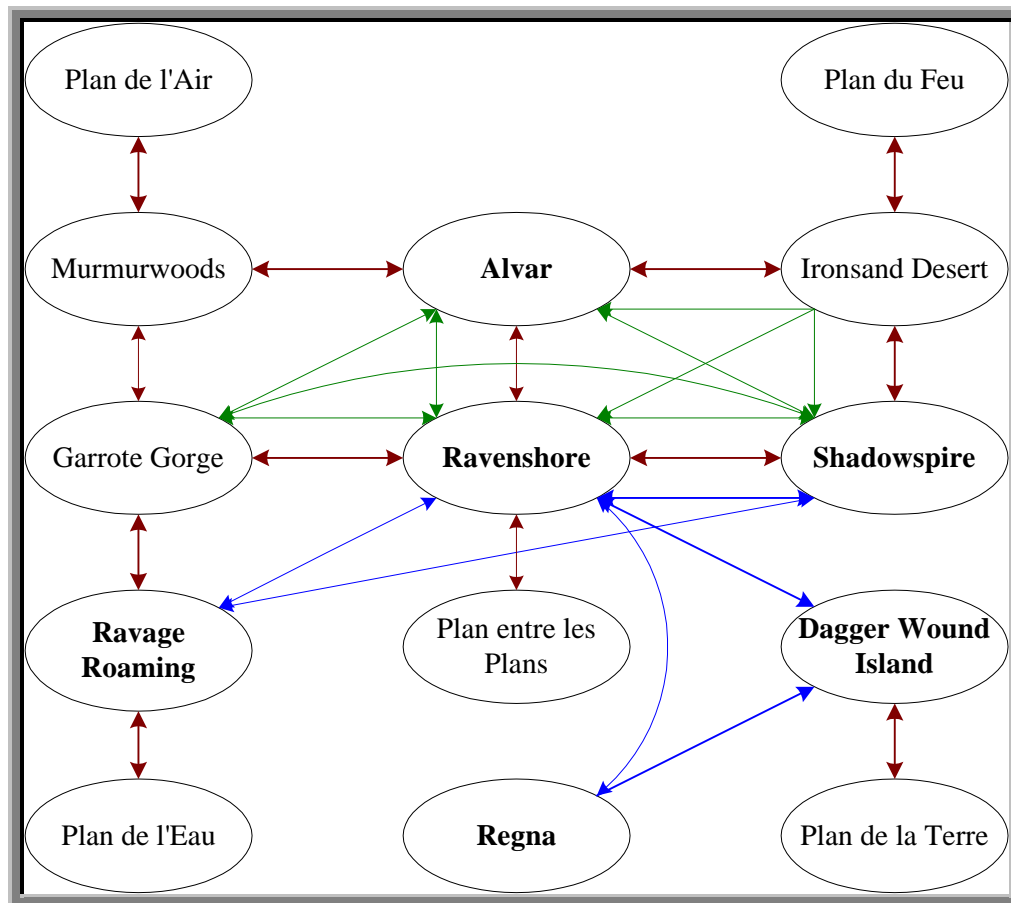 Plan de l'Air
Plan du Feu
Murmurwoods
Alvar
Ironsand Desert
Garrote Gorge
Ravenshore
Shadowspire
Ravage
Roaming
Plan entre les
Plans
Dagger Wound
Island
Plan de l'Eau
Regna
Plan de la Terre